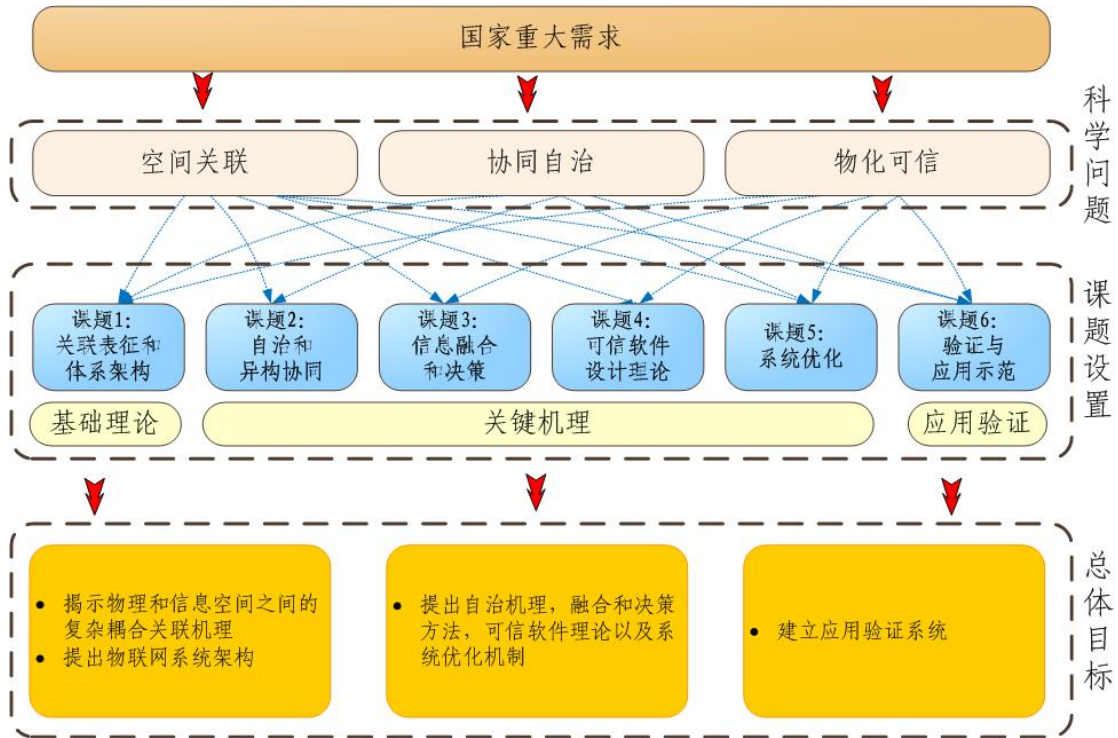 国家重大需求
科学问题
空间关联
协同自治
物化可信
课题设置
课题1:
关联表征和
体系架构
课题2:
自治和
异构协同
课题3:
信息融合
和决策
课题4:
可信软件
设计理论
课题5:
系统优化
课题6:
验证与
应用示范
基础理论
关键机理
应用验证
总体目标
• 揭示物理和信息空间之间的
复杂耦合关联机理
• 提出物联网系统架构
• 提出自治机理，融合和决策
方法，可信软件理论以及系
统优化机制
• 建立应用验证系统